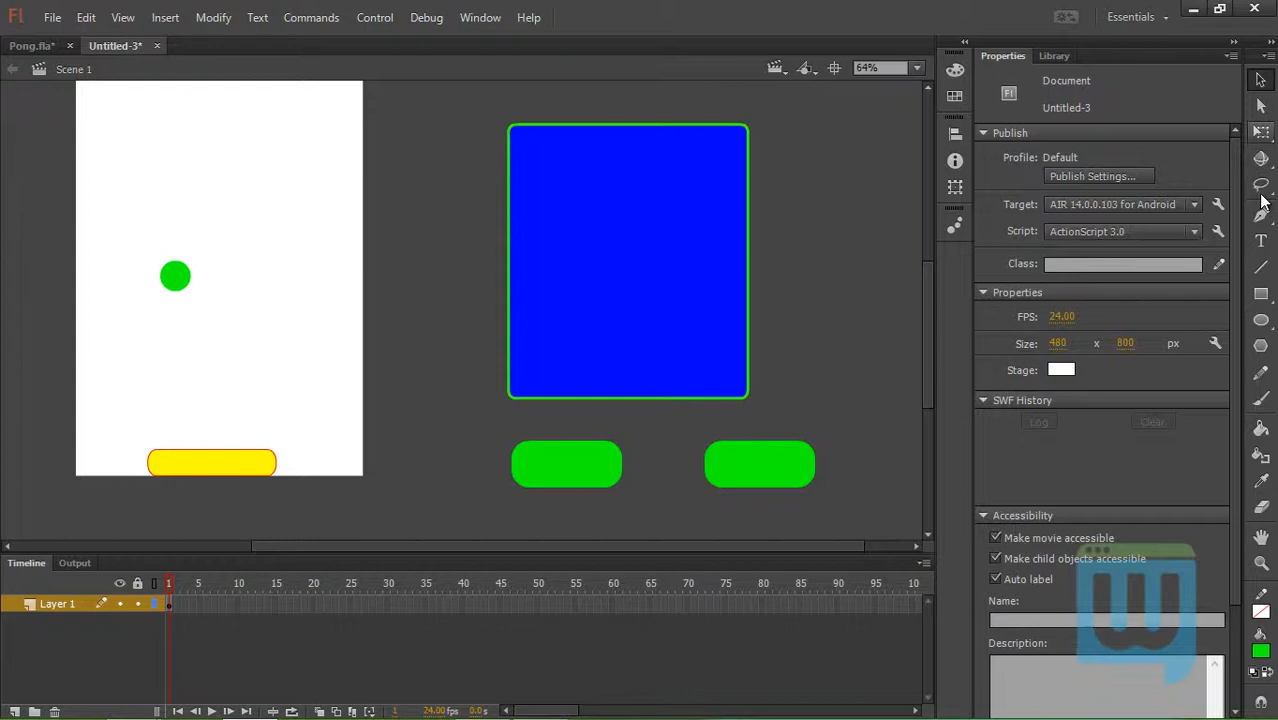 Fl File Edit View Insert Modify Text Commands Control Debug Window Help Essentials
Pong.fla* Untitled-3*
Scene 1 64%
Properties Library
Document
Fl
Untitled-3
Publish
Profile: Default
Publish Settings...
Target: AIR 14.0.0.103 for Android
Script: ActionScript 3.0
Class:
Properties
FPS: 24.00
Size: 480 x 800 px
Stage:
SWF History
Log Clear
Accessibility
Make movie accessible
Make child objects accessible
Auto label
Name:
Description:
Timeline Output
1 5 10 15 20 25 30 35 40 45 50 55 60 65 70 75 80 85 90 95 10
Layer 1
1 24.00 fps 0.0 s